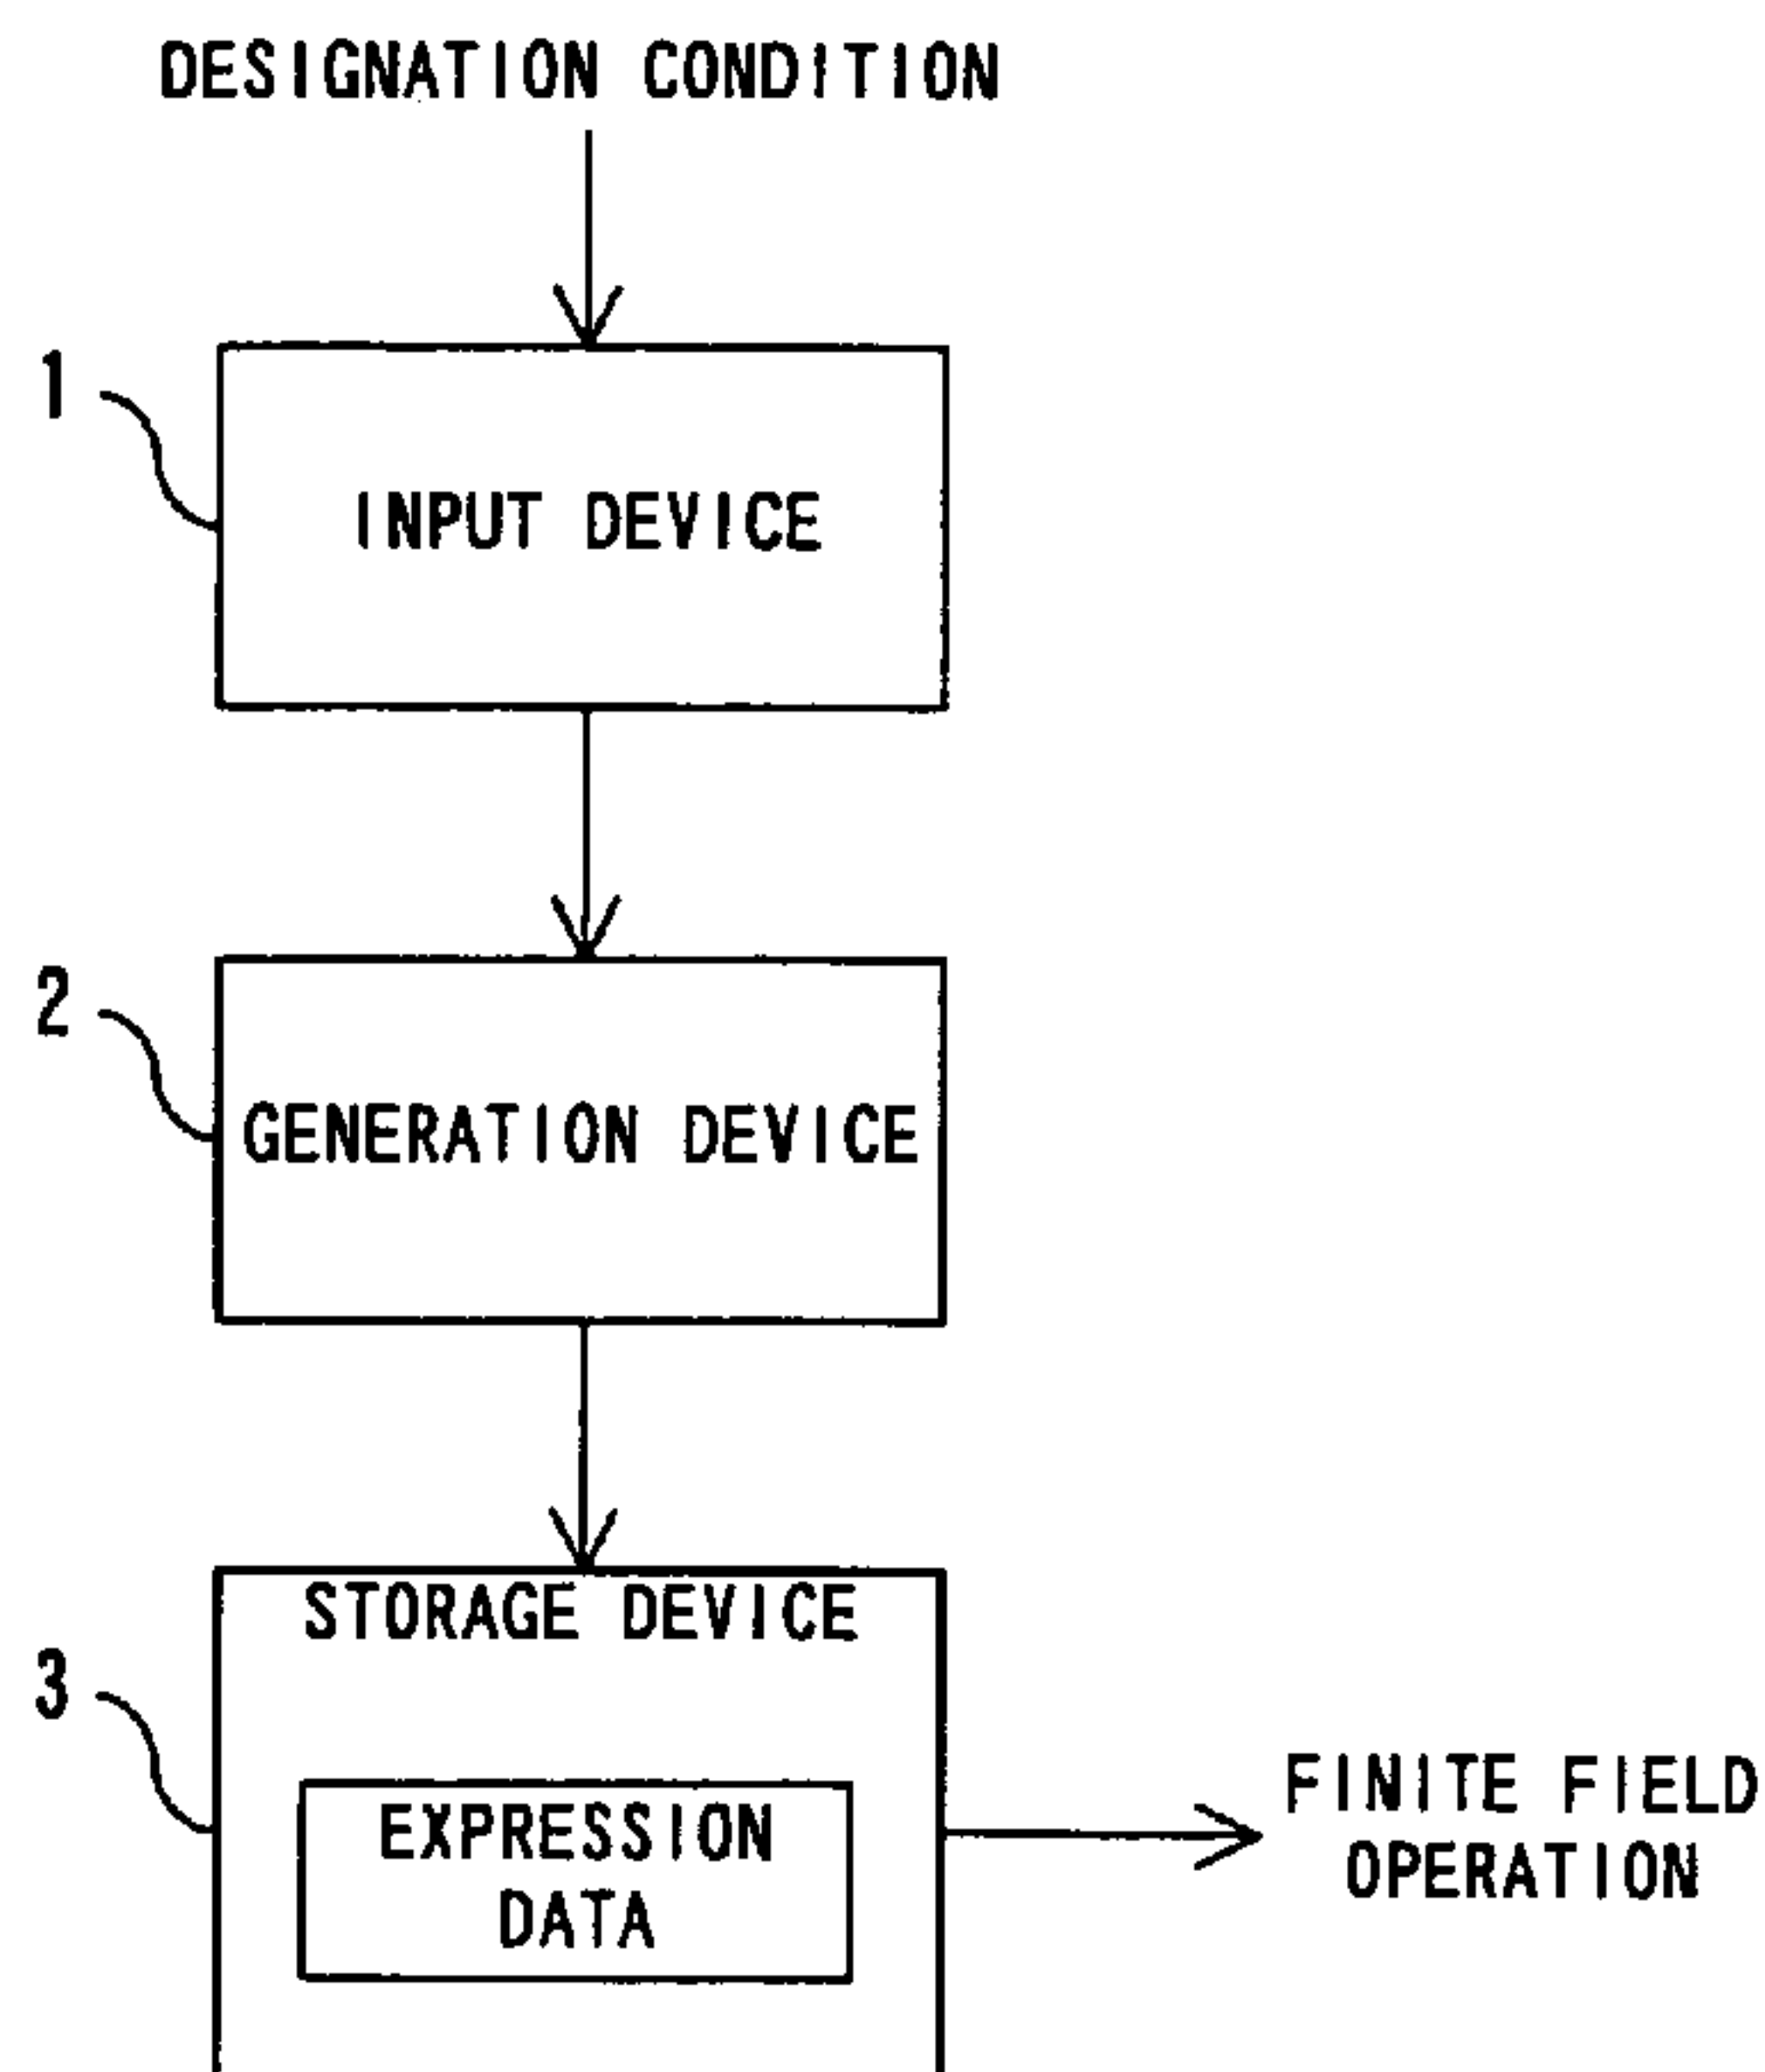 DESIGNATION CONDITION
1
INPUT DEVICE
2
GENERATION DEVICE
STORAGE DEVICE
3
EXPRESSION
DATA
FINITE FIELD
OPERATION